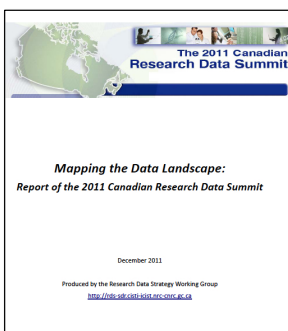 The 2011 Canadian
Research Data Summit
Mapping the Data Landscape:
Report of the 2011 Canadian Research Data Summit
December 2011
Produced by the Research Data Strategy Working Group
http://rds-sdr.cisti-icist.nrc-cnrc.gc.ca